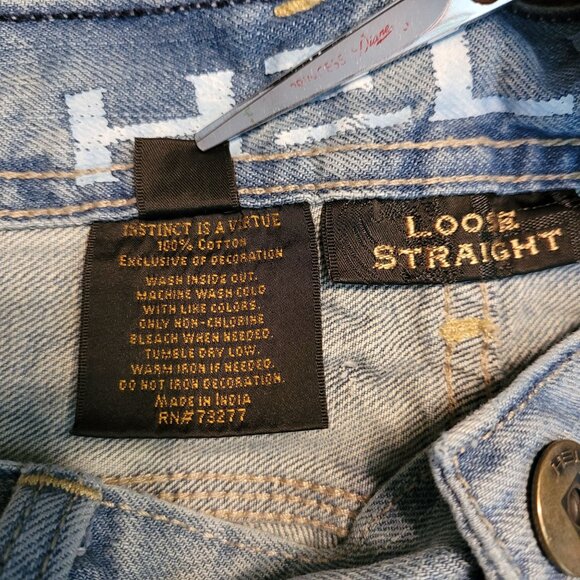 PRINCESS Diane
INSTINCT IS A VIRTUE
100% COTTON
EXCLUSIVE OF DECORATION
WASH INSIDE OUT.
MACHINE WASH COLD
WITH LIKE COLORS.
ONLY NON-CHLORINE
BLEACH WHEN NEEDED.
TUMBLE DRY LOW.
WARM IRON IF NEEDED.
DO NOT IRON DECORATION.
MADE IN INDIA
RN#73277
LOOSE
STRAIGHT